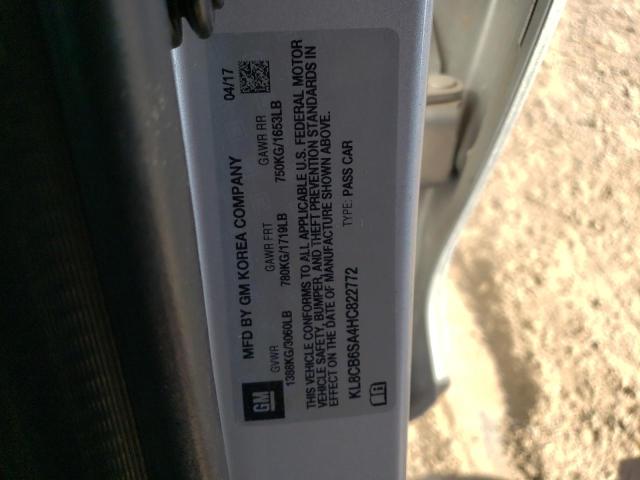 MFD BY GM KOREA COMPANY 04/17
GVWR GAWR FRT GAWR RR
1388KG/3060LB 780KG/1719LB 750KG/1653LB
THIS VEHICLE CONFORMS TO ALL APPLICABLE U.S. FEDERAL MOTOR
VEHICLE SAFETY, BUMPER, AND THEFT PREVENTION STANDARDS IN
EFFECT ON THE DATE OF MANUFACTURE SHOWN ABOVE.
KL8CB6SA4HC822772 TYPE: PASS CAR
GM